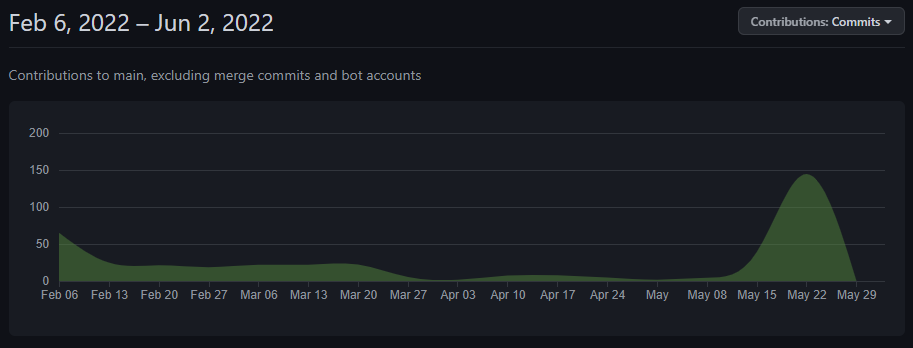 Feb 6, 2022 – Jun 2, 2022
Contributions: Commits
Contributions to main, excluding merge commits and bot accounts
200
150
100
50
0
Feb 06 Feb 13 Feb 20 Feb 27 Mar 06 Mar 13 Mar 20 Mar 27 Apr 03 Apr 10 Apr 17 Apr 24 May May 08 May 15 May 22 May 29